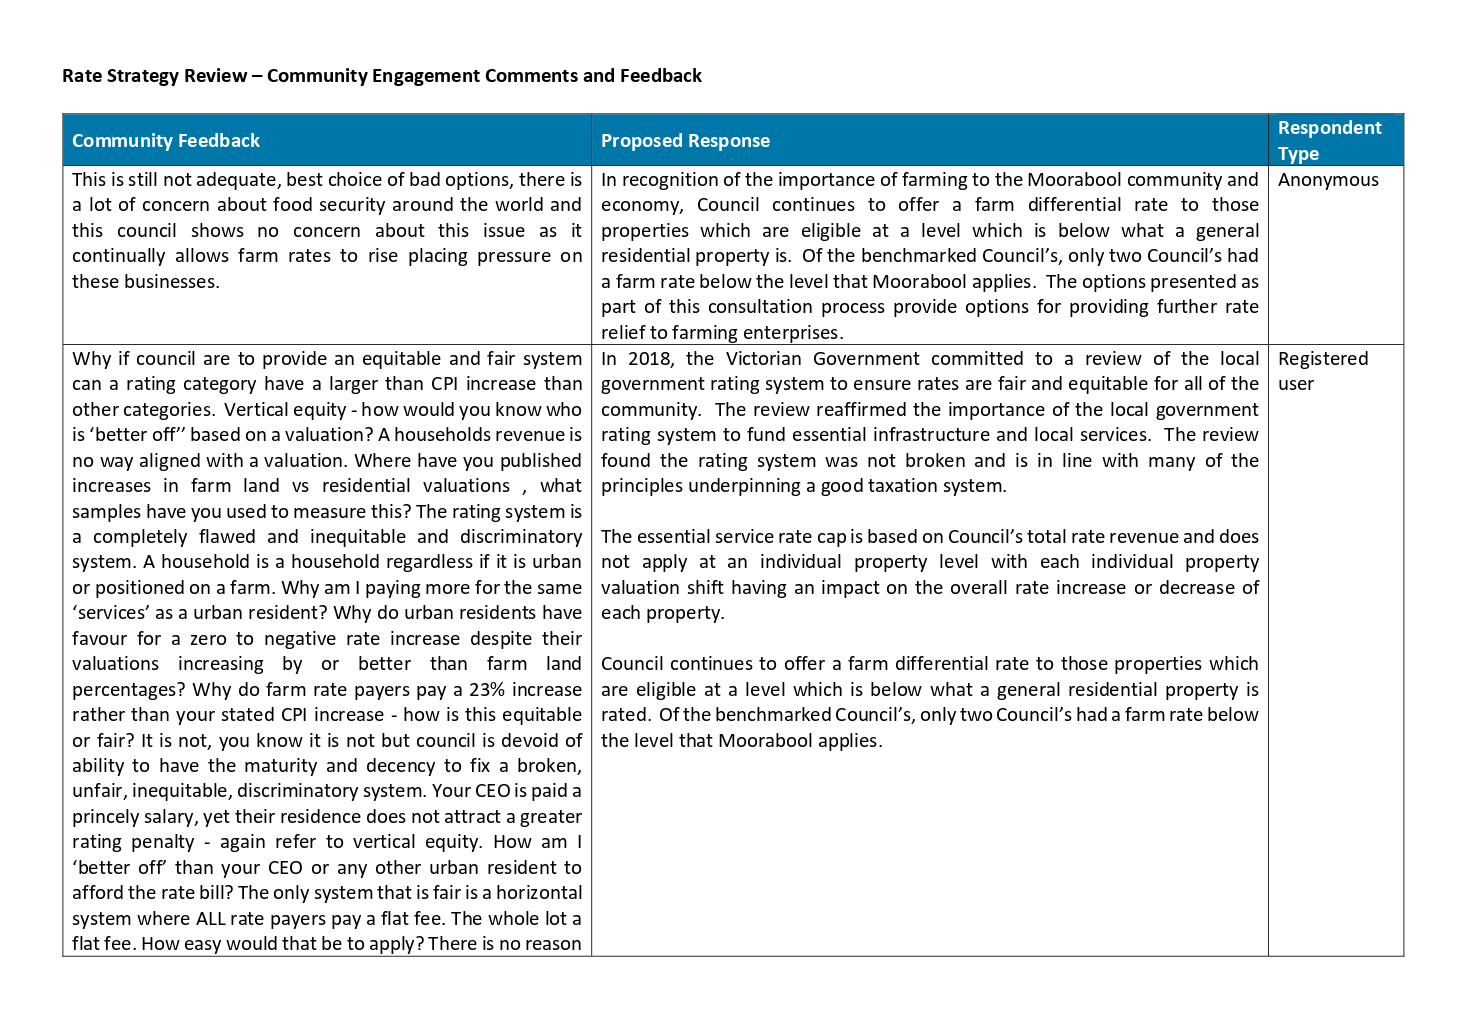 Rate Strategy Review – Community Engagement Comments and Feedback
Community Feedback
Proposed Response
Respondent
Type
This is still not adequate, best choice of bad options, there is
a lot of concern about food security around the world and
this council shows no concern about this issue as it
continually allows farm rates to rise placing pressure on
these businesses.
In recognition of the importance of farming to the Moorabool community and
economy, Council continues to offer a farm differential rate to those
properties which are eligible at a level which is below what a general
residential property is.  Of the benchmarked Council’s, only two Council’s had
a farm rate below the level that Moorabool applies.  The options presented as
part of this consultation process provide options for providing further rate
relief to farming enterprises.
Anonymous
Why if council are to provide an equitable and fair system
can a rating category have a larger than CPI increase than
other categories.  Vertical equity - how would you know who
is ‘better off’’ based on a valuation? A households revenue is
no way aligned with a valuation. Where have you published
increases in farm land vs residential valuations , what
samples have you used to measure this? The rating system is
a completely flawed and inequitable and discriminatory
system. A household is a household regardless if it is urban
or positioned on a farm. Why am I paying more for the same
‘services’ as a urban resident? Why do urban residents have
favour for a zero to negative rate increase despite their
valuations increasing by or better than farm land
percentages? Why do farm rate payers pay a 23% increase
rather than your stated CPI increase - how is this equitable
or fair? It is not, you know it is not but council is devoid of
ability to have the maturity and decency to fix a broken,
unfair, inequitable, discriminatory system. Your CEO is paid a
princely salary, yet their residence does not attract a greater
rating penalty - again refer to vertical equity. How am I
‘better off’ than your CEO or any other urban resident to
afford the rate bill? The only system that is fair is a horizontal
system where ALL rate payers pay a flat fee. The whole lot a
flat fee. How easy would that be to apply? There is no reason
In 2018, the Victorian Government committed to a review of the local
government rating system to ensure rates are fair and equitable for all of the
community.  The review reaffirmed the importance of the local government
rating system to fund essential infrastructure and local services.  The review
found the rating system was not broken and is in line with many of the
principles underpinning a good taxation system.
The essential service rate cap is based on Council’s total rate revenue and does
not apply at an individual property level with each individual property
valuation shift having an impact on the overall rate increase or decrease of
each property.
Council continues to offer a farm differential rate to those properties which
are eligible at a level which is below what a general residential property is
rated.  Of the benchmarked Council’s, only two Council’s had a farm rate below
the level that Moorabool applies.
Registered
user